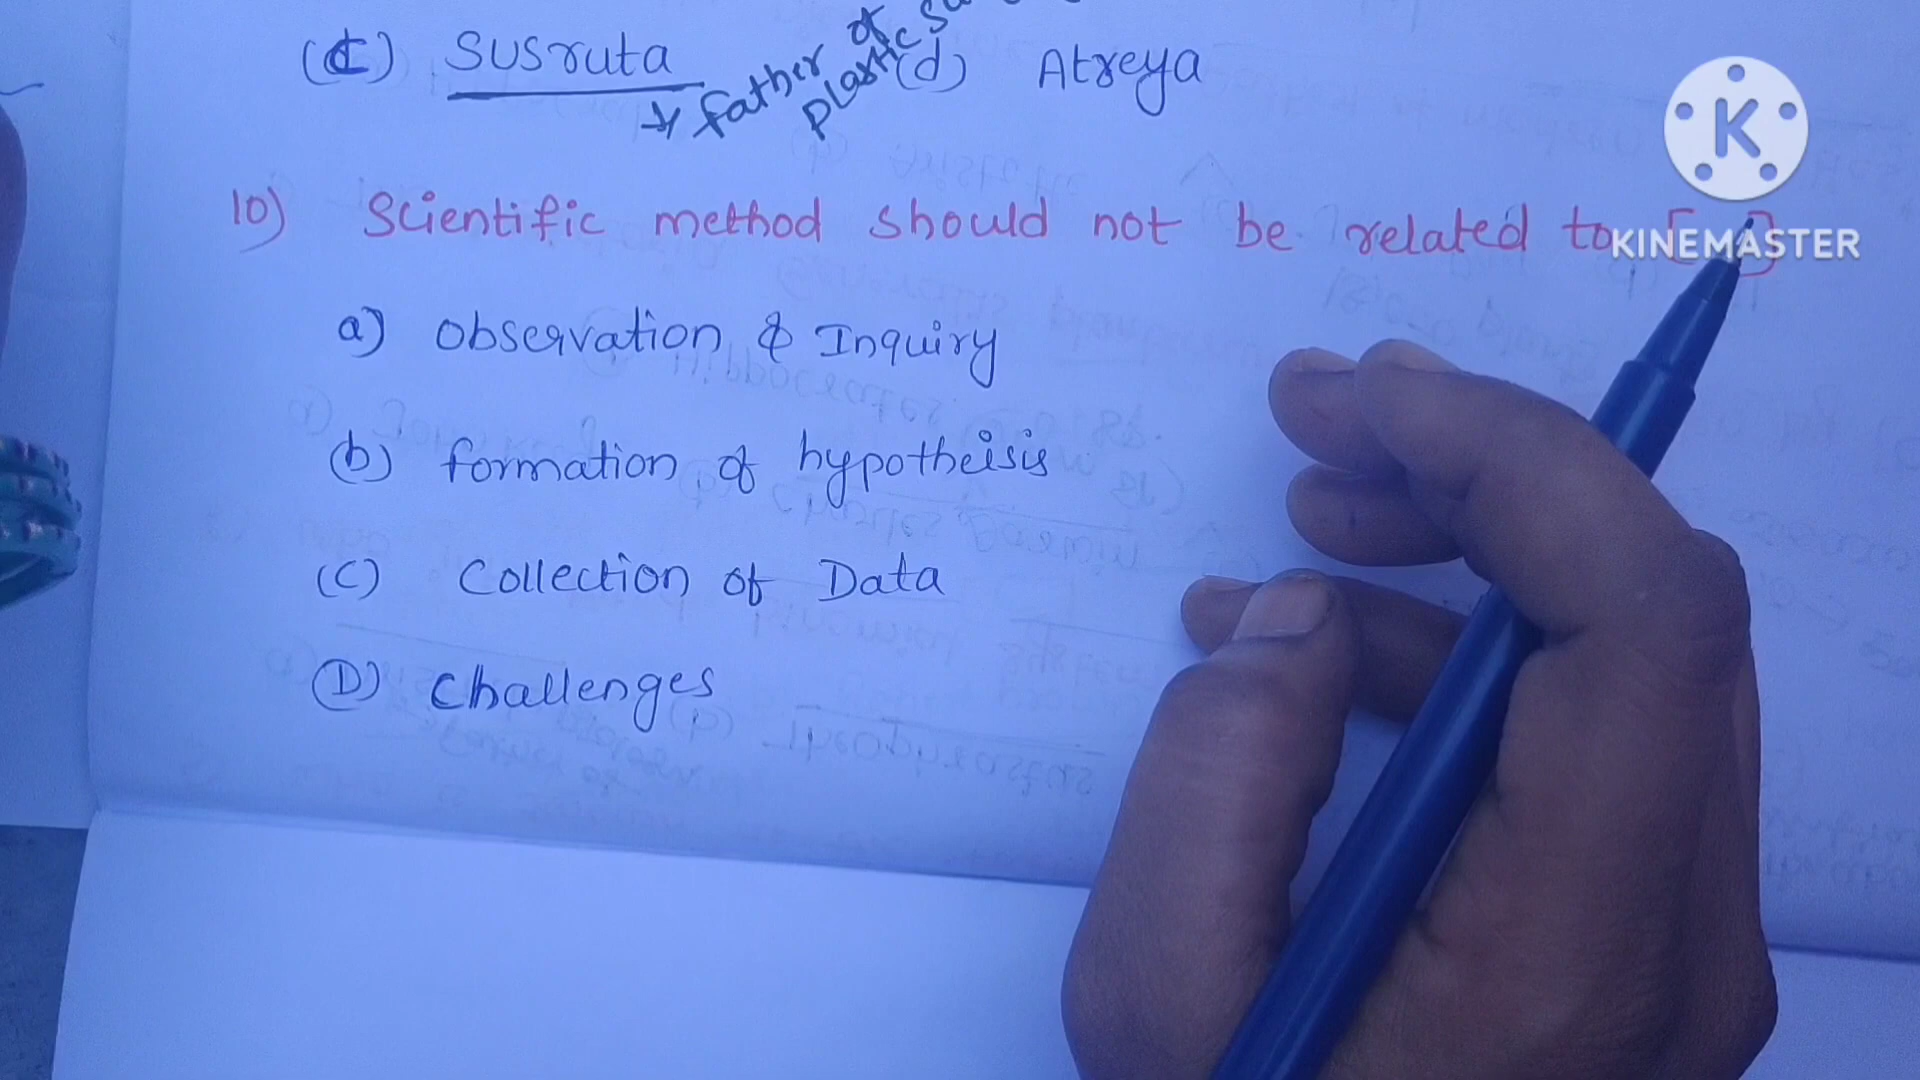 (C) Susruta (d) Atreya
→ father of plastic
10) Scientific method should not be related to [ ]
a) Observation & Inquiry
(b) formation of hypotheisis
(C) Collection of Data
(D) Challenges
K
KINEMASTER